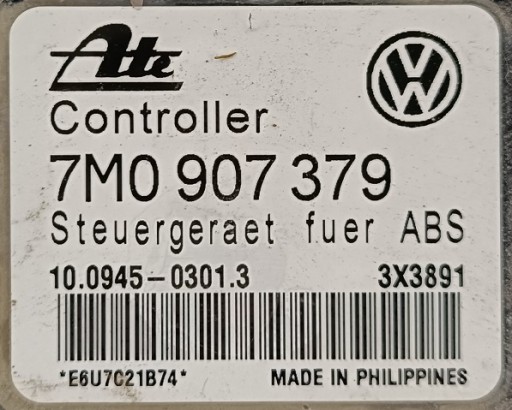 Ate
Controller
7M0 907 379
Steuergeraet fuer ABS
10.0945-0301.3 3X3891
*E6U7C21B74* MADE IN PHILIPPINES